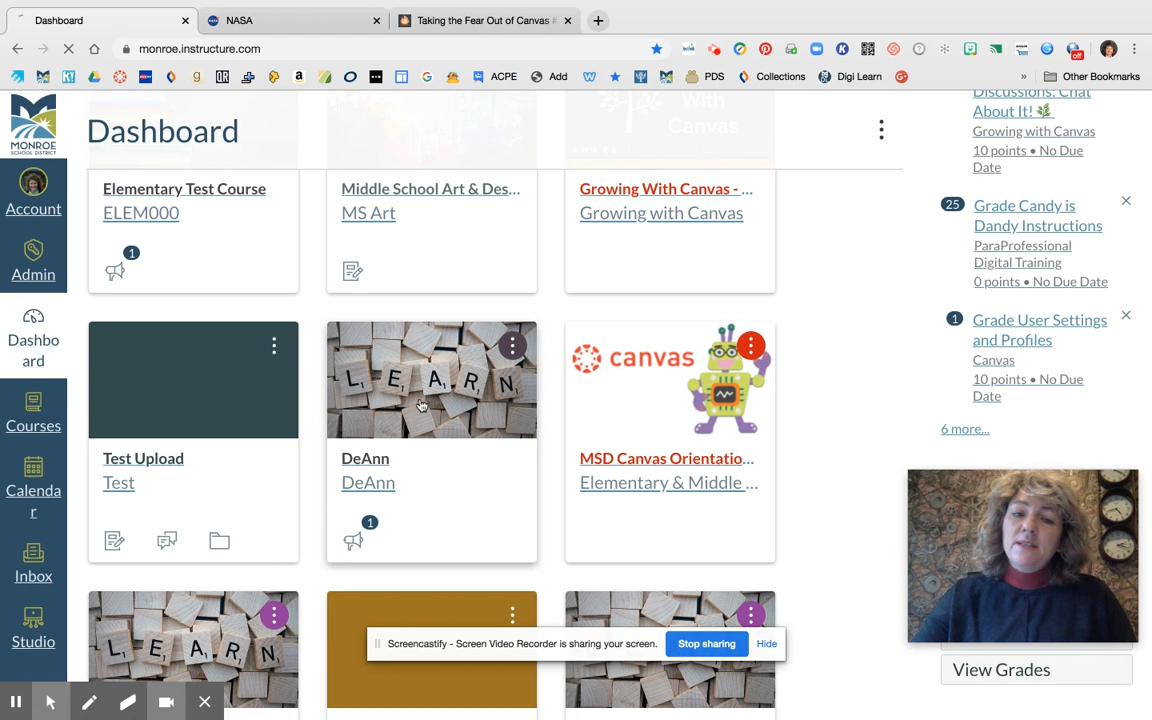 Dashboard
NASA
Taking the Fear Out of Canvas
monroe.instructure.com
off
ACPE
Add
PDS
Collections
Digi Learn
»
Other Bookmarks
MONROE
SCHOOL DISTRICT
Account
Admin
Dashbo
ard
Courses
Calenda
r
Inbox
Studio
Dashboard
With
Canvas
Elementary Test Course
ELEM000
1
Middle School Art & Des...
MS Art
Growing With Canvas - ...
Growing with Canvas
Test Upload
Test
LEARN
DeAnn
DeAnn
1
canvas
MSD Canvas Orientatio...
Elementary & Middle ...
LEARN
Screencastify - Screen Video Recorder is sharing your screen.
Stop sharing
Hide
Discussions: Chat
About It!
Growing with Canvas
10 points • No Due
Date
25
Grade Candy is
Dandy Instructions
ParaProfessional
Digital Training
0 points • No Due Date
1
Grade User Settings
and Profiles
Canvas
10 points • No Due
Date
6 more...
View Grades